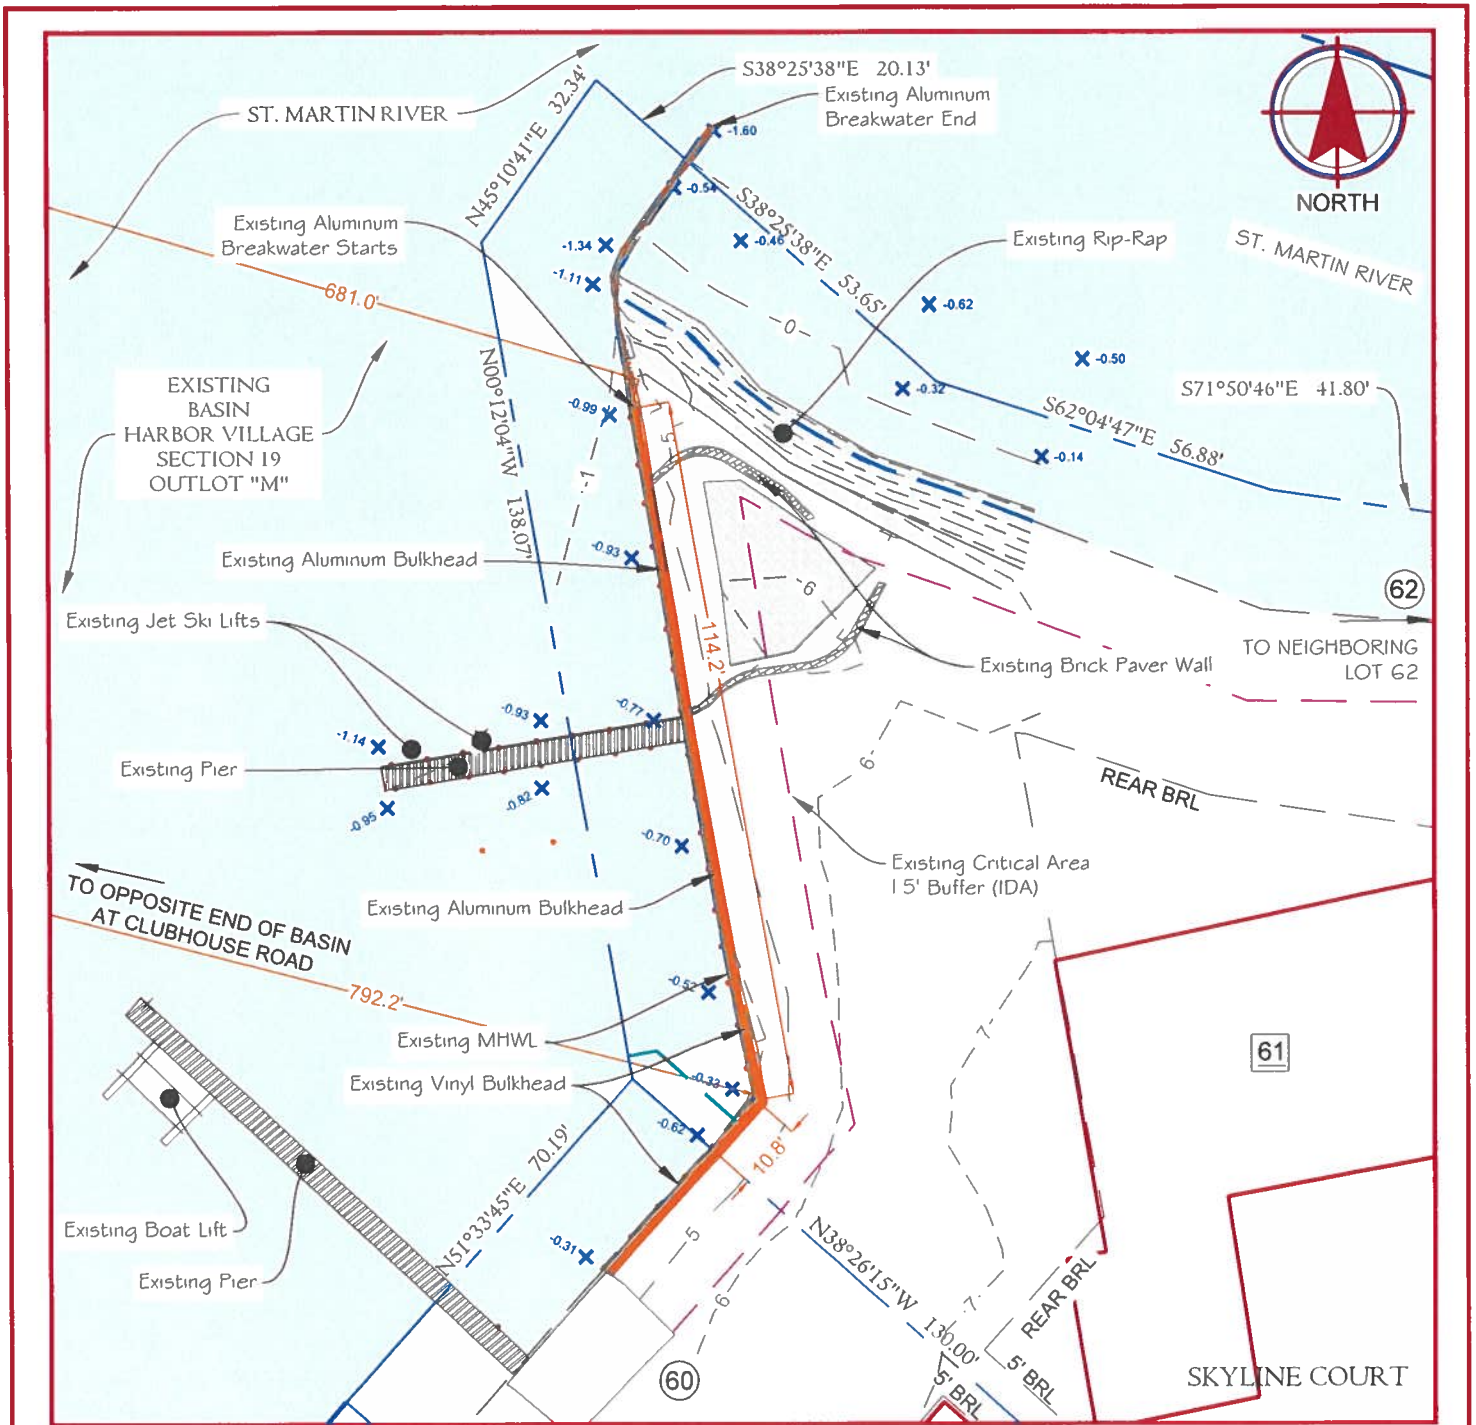 S38°25'38"E 20.13'
ST. MARTIN RIVER
N45°10'41"E 32.34'
Existing Aluminum
Breakwater End
-1.60
NORTH
-0.54
S38°25'38"E 53.65'
Existing Aluminum
Breakwater Starts
-1.34
-0.46
Existing Rip-Rap
ST. MARTIN RIVER
-1.11
681.0'
-0.62
-0-
N00°12'04"W 138.07'
-0.50
EXISTING
BASIN
HARBOR VILLAGE
SECTION 19
OUTLOT "M"
-0.99
-0.32
S71°50'46"E 41.80'
S62°04'47"E 56.88'
5
-0.14
-1
-0.93
Existing Aluminum Bulkhead
6
62
Existing Jet Ski Lifts
114.2'
Existing Brick Paver Wall
TO NEIGHBORING
LOT 62
-0.93
-0.77
-1.14
Existing Pier
6
REAR BRL
-0.95
-0.82
-0.70
Existing Critical Area
15' Buffer (IDA)
TO OPPOSITE END OF BASIN
AT CLUBHOUSE ROAD
Existing Aluminum Bulkhead
792.2'
-0.52
Existing MHWL
7
61
Existing Vinyl Bulkhead
-0.33
-0.62
10.8'
N51°33'45"E 70.19'
Existing Boat Lift
-0.31
5
N38°26'15"W 130.00'
Existing Pier
6
7
REAR BRL
60
5' BRL
5' BRL
SKYLINE COURT